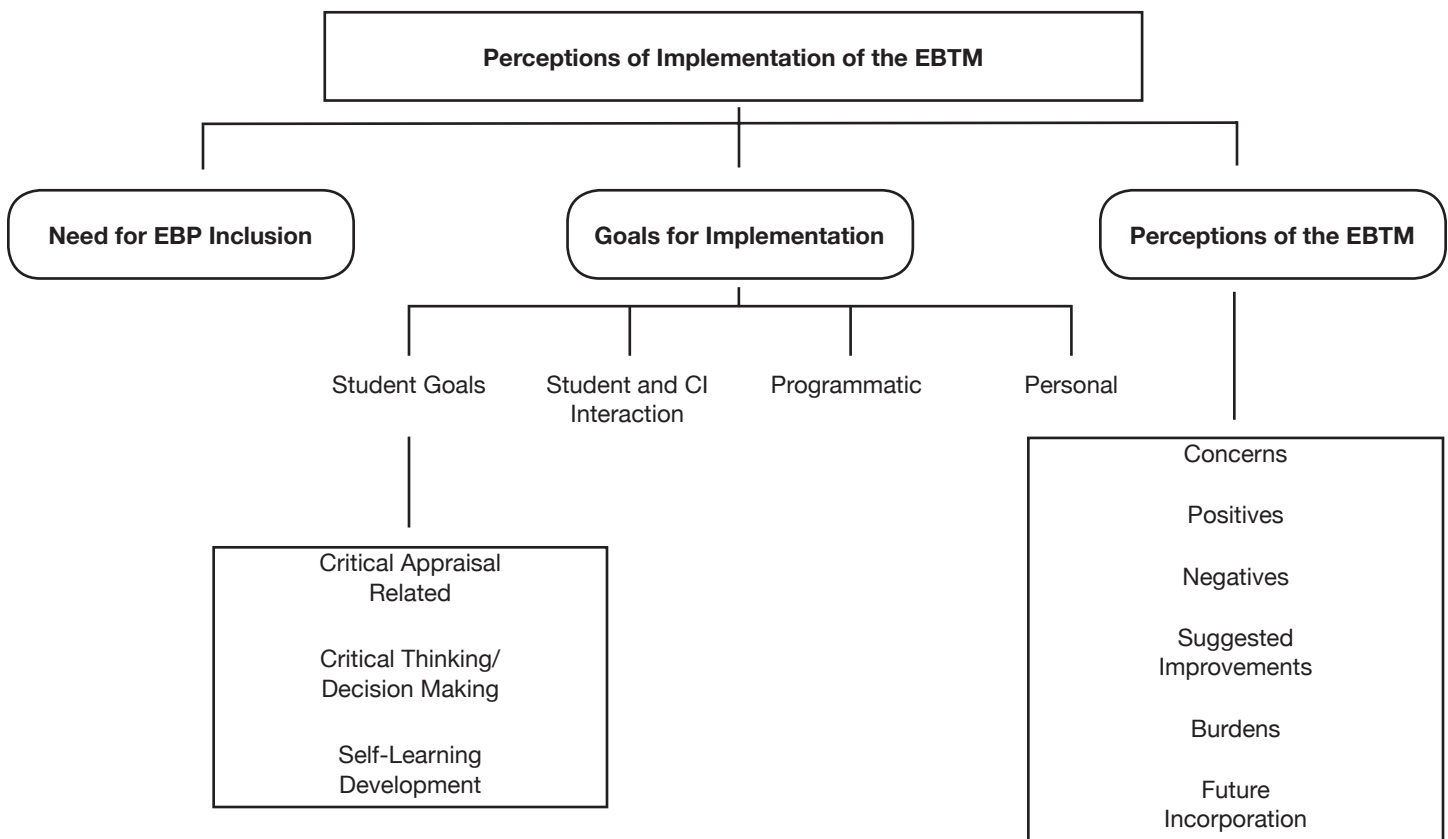 Perceptions of Implementation of the EBTM
Need for EBP Inclusion
Goals for Implementation
Perceptions of the EBTM
Student Goals
Student and CI
Interaction
Programmatic
Personal
Critical Appraisal
Related
Critical Thinking/
Decision Making
Self-Learning
Development
Concerns
Positives
Negatives
Suggested
Improvements
Burdens
Future
Incorporation